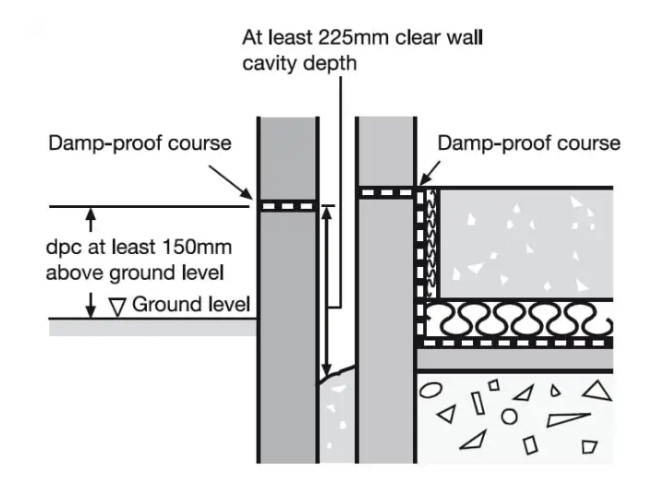 At least 225mm clear wall
cavity depth
Damp-proof course
Damp-proof course
dpc at least 150mm
above ground level
Ground level